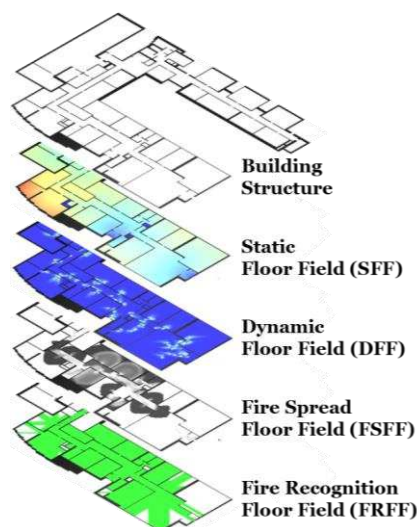 Building
Structure
Static
Floor Field (SFF)
Dynamic
Floor Field (DFF)
Fire Spread
Floor Field (FSFF)
Fire Recognition
Floor Field (FRFF)